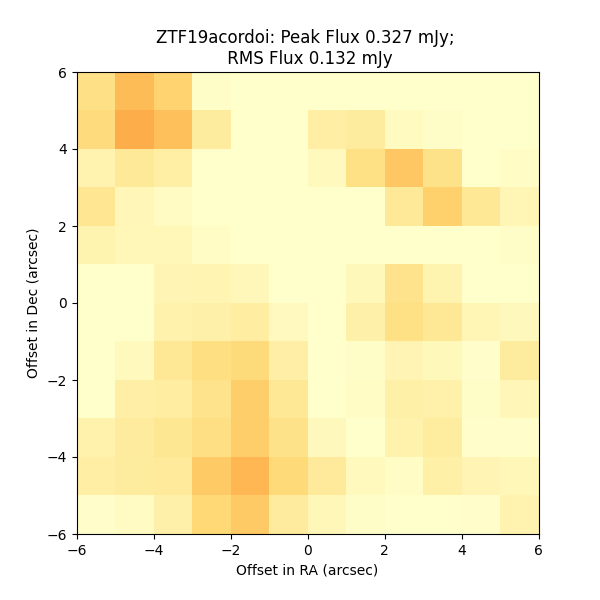 ZTF19acordoi: Peak Flux 0.327 mJy;
RMS Flux 0.132 mJy
6
4
2
0
−2
−4
−6
Offset in Dec (arcsec)
−6 −4 −2 0 2 4 6
Offset in RA (arcsec)